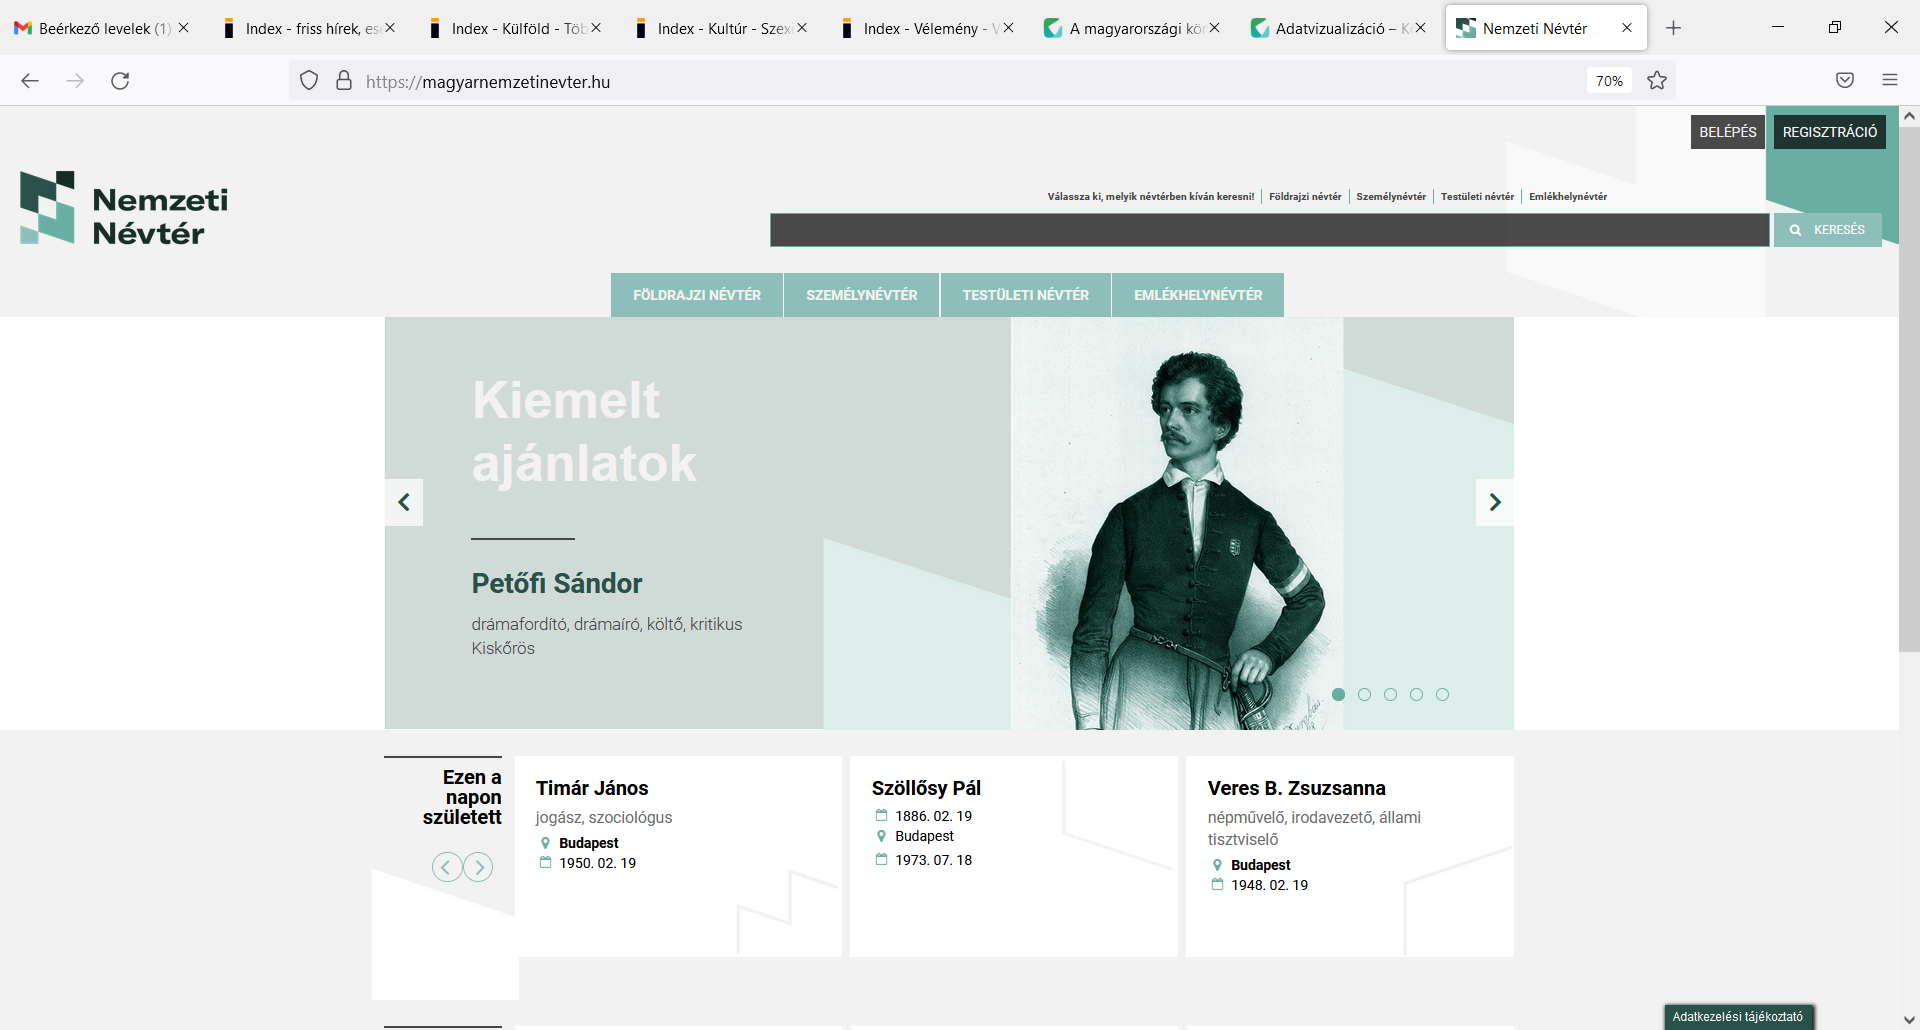 Beérkező levelek (1)
Index - friss hírek, ese
Index - Külföld - Töb
Index - Kultúr - Szex
Index - Vélemény - V
A magyarországi kör
Adatvizualizáció – K
Nemzeti Névtér
https://magyarnemzetinevter.hu
70%
BELÉPÉS
REGISZTRÁCIÓ
Nemzeti
Névtér
Válassza ki, melyik névtérben kíván keresni!
Földrajzi névtér
Személynévtér
Testületi névtér
Emlékhelynévtér
KERESÉS
FÖLDRAJZI NÉVTÉR
SZEMÉLYNÉVTÉR
TESTÜLETI NÉVTÉR
EMLÉKHELYNÉVTÉR
Kiemelt
ajánlatok
Petőfi Sándor
drámafordító, drámaíró, költő, kritikus
Kiskőrös
Ezen a
napon
született
Timár János
jogász, szociológus
Budapest
1950. 02. 19
Szöllősy Pál
1886. 02. 19
Budapest
1973. 07. 18
Veres B. Zsuzsanna
népművelő, irodavezető, állami
tisztviselő
Budapest
1948. 02. 19
Adatkezelési tájékoztató